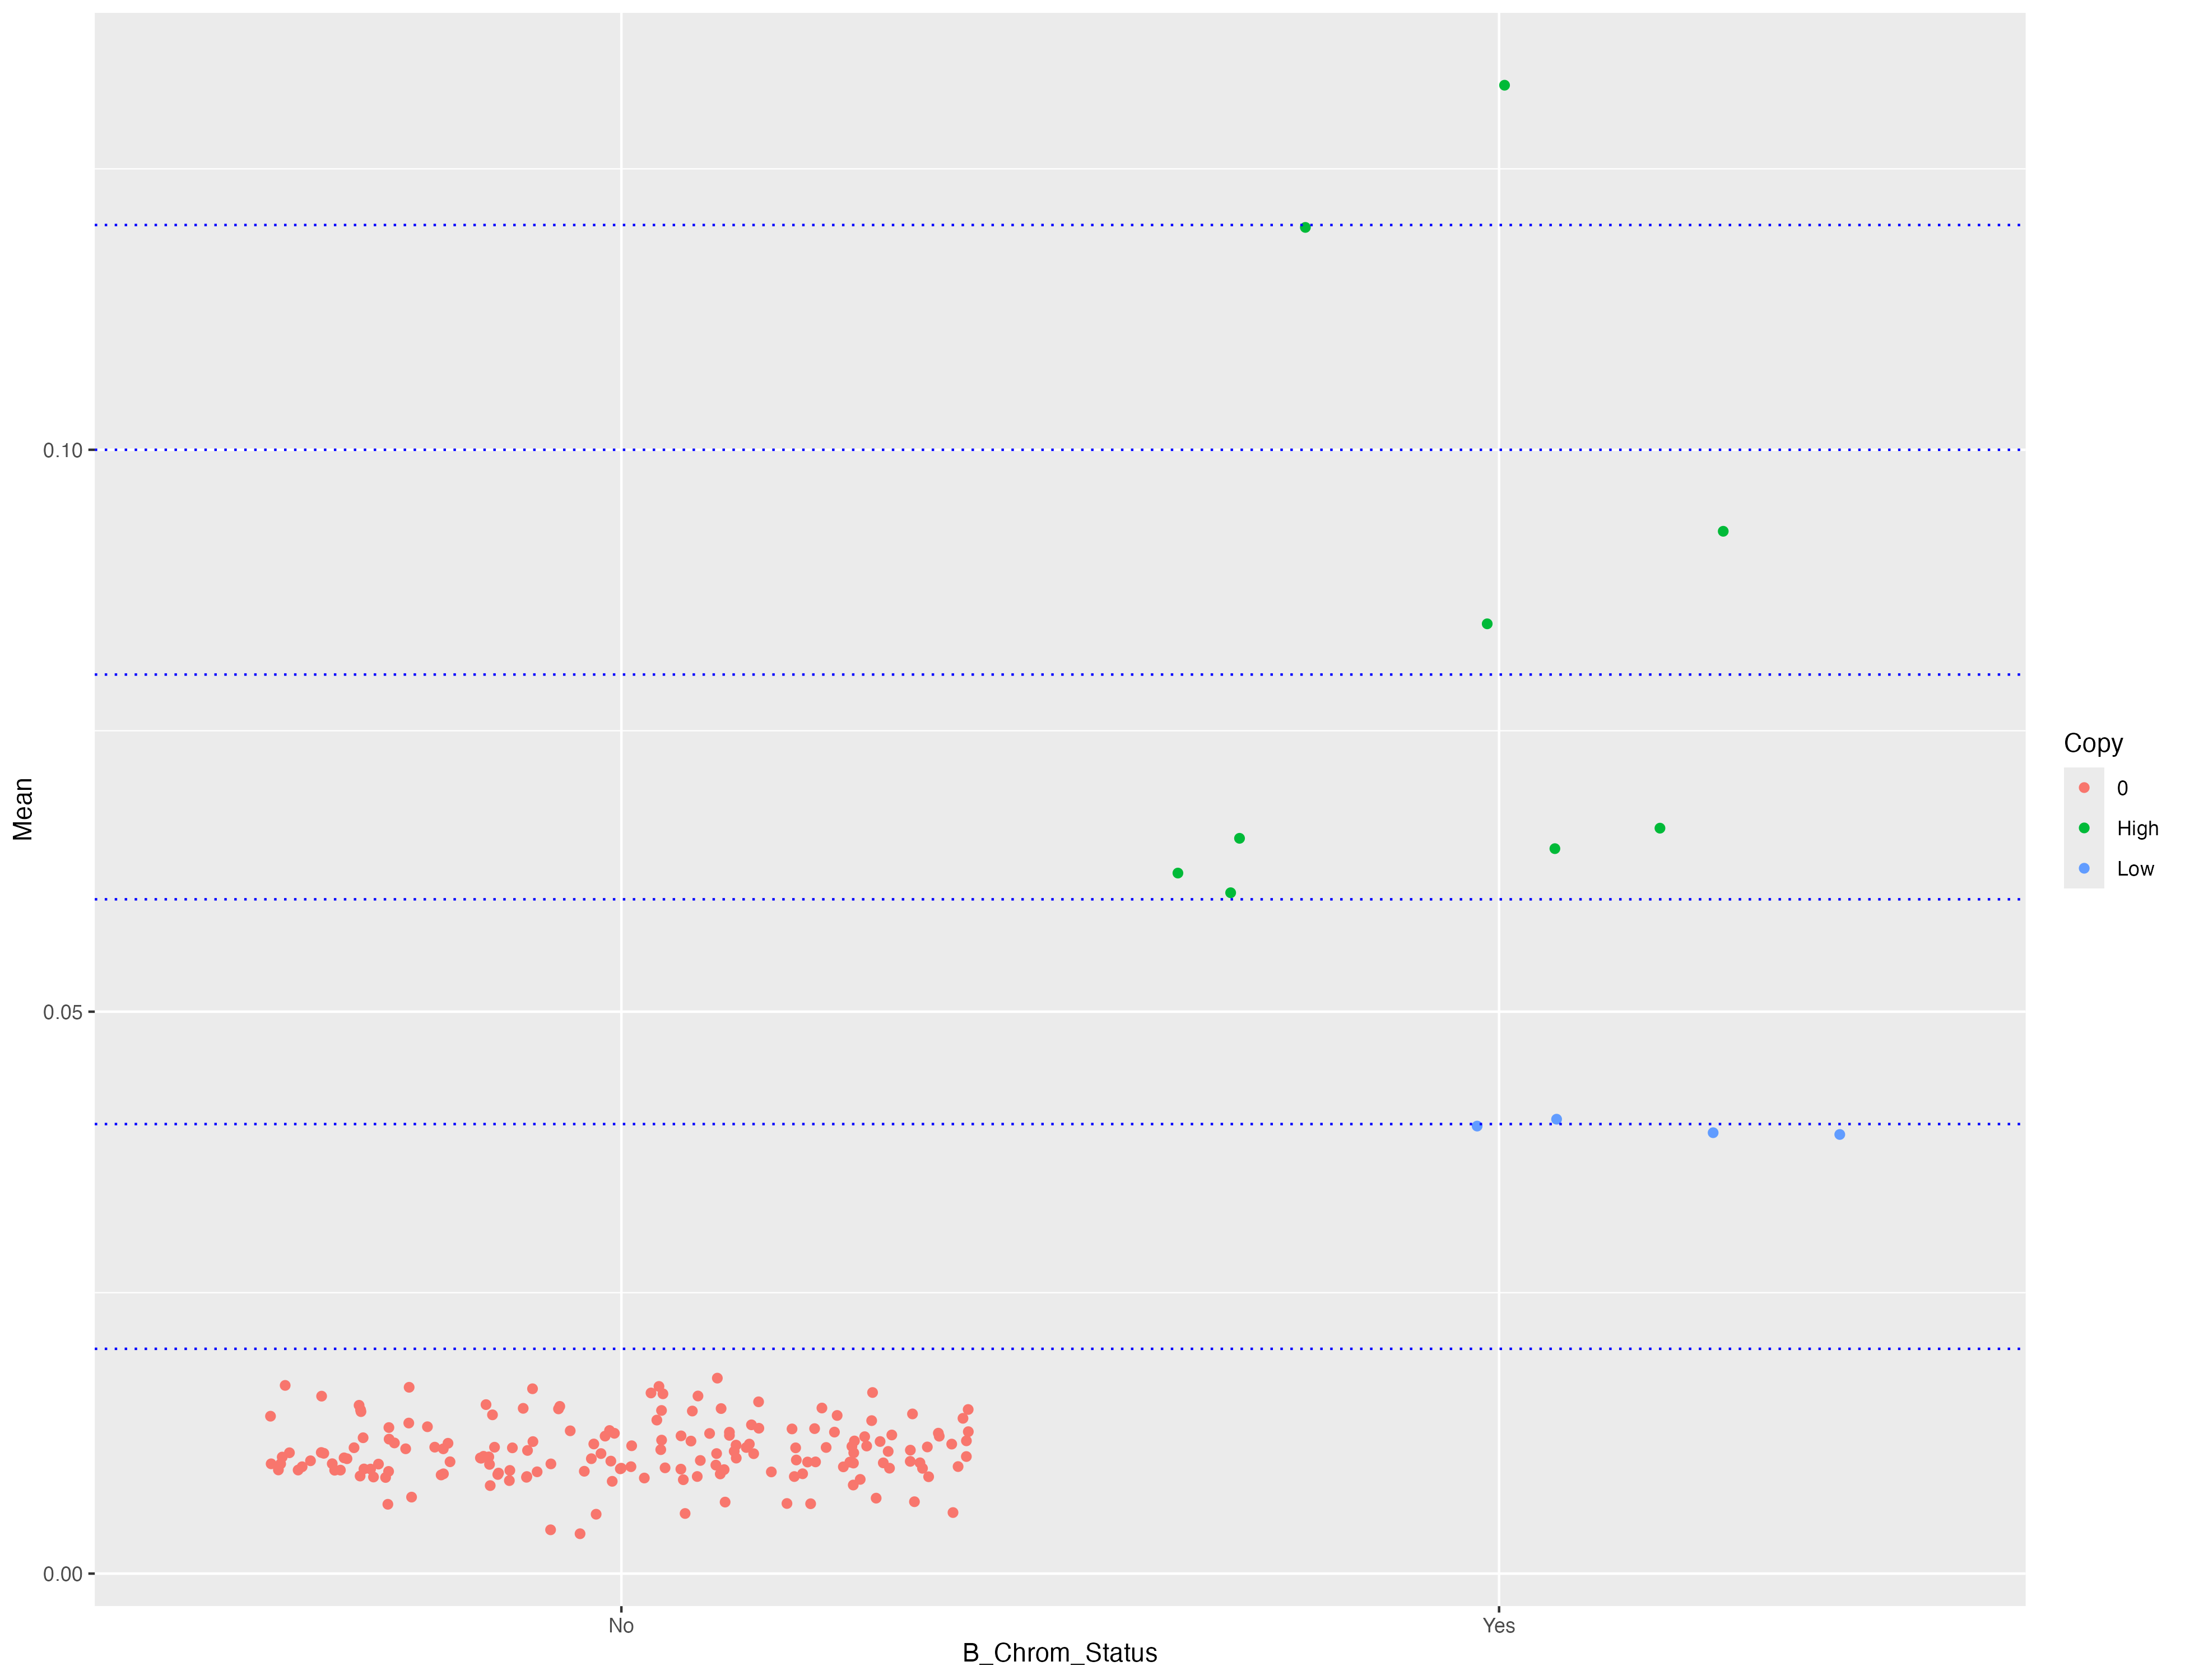 Mean
0.10
0.05
0.00
No
Yes
B_Chrom_Status
Copy
0
High
Low